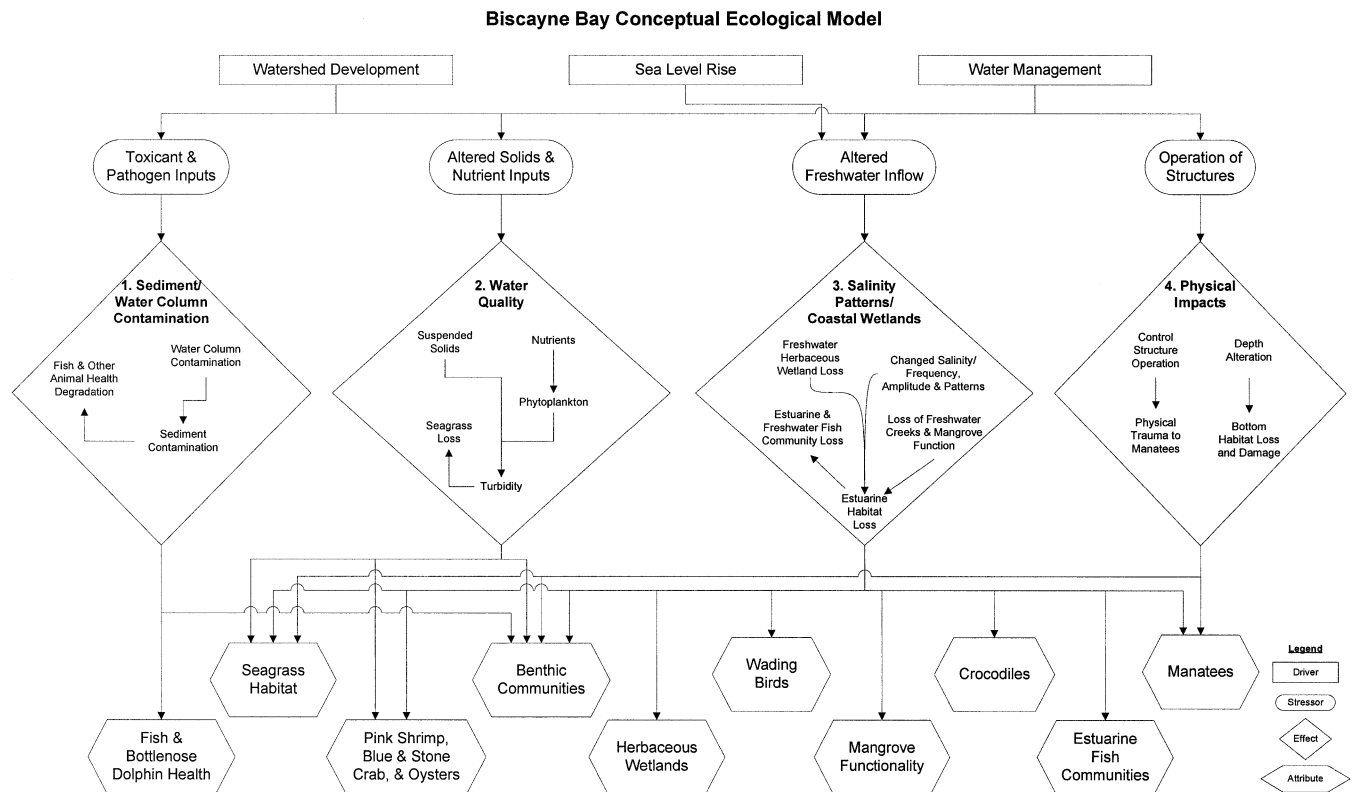 Biscayne Bay Conceptual Ecological Model
Watershed Development
Sea Level Rise
Water Management
Toxicant &
Pathogen Inputs
Altered Solids &
Nutrient Inputs
Altered
Freshwater Inflow
Operation of
Structures
1. Sediment/
Water Column
Contamination
Water Column
Contamination
Fish & Other
Animal Health
Degradation
Sediment
Contamination
2. Water
Quality
Suspended
Solids
Nutrients
Phytoplankton
Seagrass
Loss
Turbidity
3. Salinity
Patterns/
Coastal Wetlands
Freshwater
Herbaceous
Wetland Loss
Changed Salinity/
Frequency,
Amplitude & Patterns
Estuarine &
Freshwater Fish
Community Loss
Loss of Freshwater
Creeks & Mangrove
Function
Estuarine
Habitat
Loss
4. Physical
Impacts
Control
Structure
Operation
Depth
Alteration
Physical
Trauma to
Manatees
Bottom
Habitat Loss
and Damage
Seagrass
Habitat
Benthic
Communities
Wading
Birds
Crocodiles
Manatees
Fish &
Bottlenose
Dolphin Health
Pink Shrimp,
Blue & Stone
Crab, & Oysters
Herbaceous
Wetlands
Mangrove
Functionality
Estuarine
Fish
Communities
Legend
Driver
Stressor
Effect
Attribute